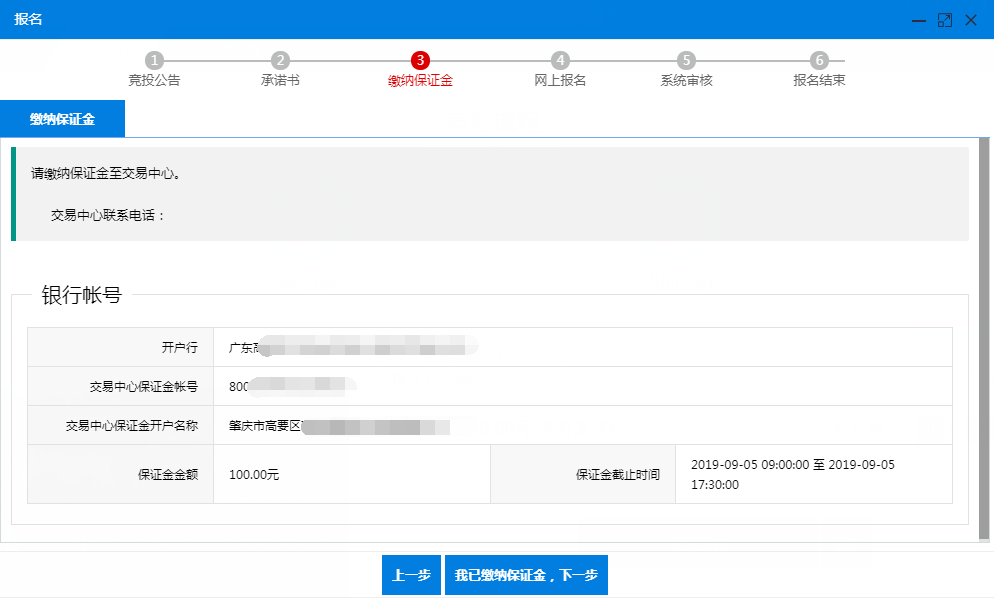 报名
1 2 3 4 5 6
竞投公告 承诺书 缴纳保证金 网上报名 系统审核 报名结束
缴纳保证金
请缴纳保证金至交易中心。
交易中心联系电话：
银行帐号
开户行 广东
交易中心保证金帐号 800
交易中心保证金开户名称 肇庆市高要区
保证金金额 100.00元 保证金截止时间 2019-09-05 09:00:00 至 2019-09-05
17:30:00
上一步 我已缴纳保证金，下一步